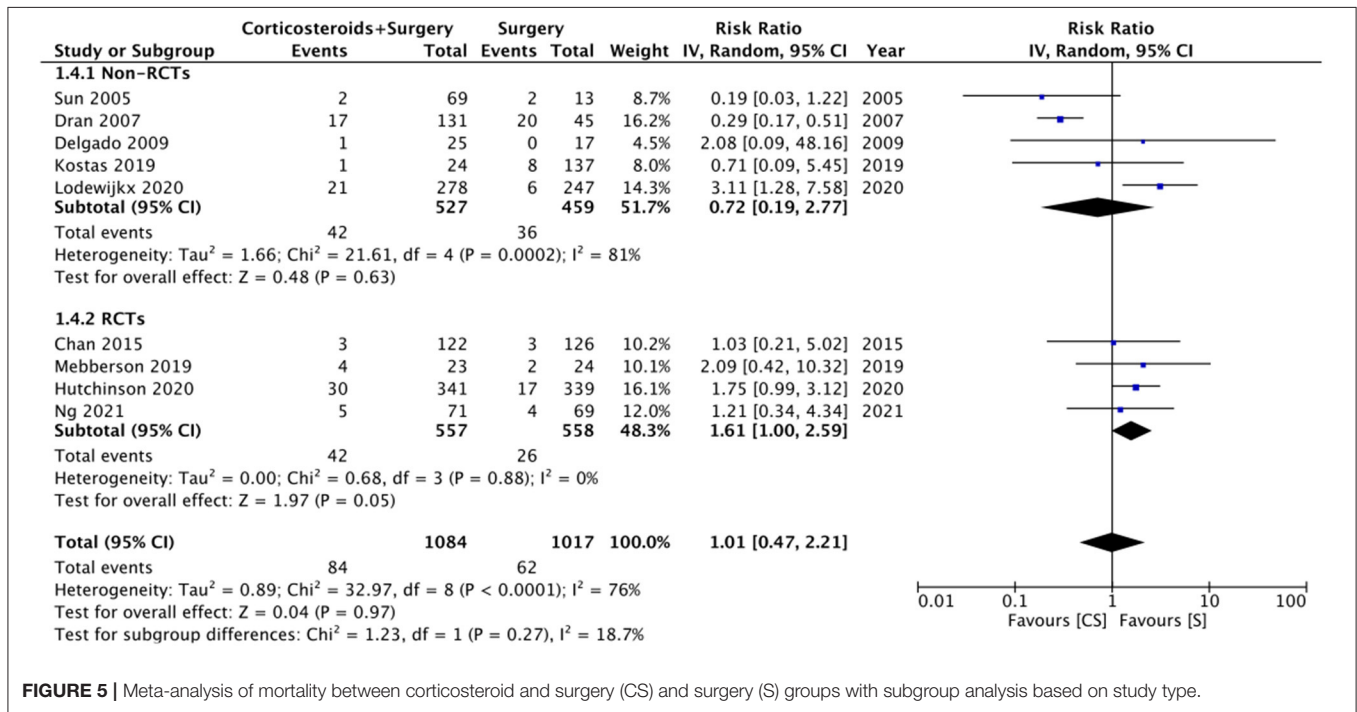 Corticosteroids+Surgery Surgery Risk Ratio Risk Ratio
Study or Subgroup Events Total Events Total Weight IV, Random, 95% CI Year IV, Random, 95% CI
1.4.1 Non-RCTs
Sun 2005 2 69 2 13 8.7% 0.19 [0.03, 1.22] 2005
Dran 2007 17 131 20 45 16.2% 0.29 [0.17, 0.51] 2007
Delgado 2009 1 25 0 17 4.5% 2.08 [0.09, 48.16] 2009
Kostas 2019 1 24 8 137 8.0% 0.71 [0.09, 5.45] 2019
Lodewijkx 2020 21 278 6 247 14.3% 3.11 [1.28, 7.58] 2020
Subtotal (95% CI) 527 459 51.7% 0.72 [0.19, 2.77]
Total events 42 36
Heterogeneity: Tau² = 1.66; Chi² = 21.61, df = 4 (P = 0.0002); I² = 81%
Test for overall effect: Z = 0.48 (P = 0.63)
1.4.2 RCTs
Chan 2015 3 122 3 126 10.2% 1.03 [0.21, 5.02] 2015
Mebberson 2019 4 23 2 24 10.1% 2.09 [0.42, 10.32] 2019
Hutchinson 2020 30 341 17 339 16.1% 1.75 [0.99, 3.12] 2020
Ng 2021 5 71 4 69 12.0% 1.21 [0.34, 4.34] 2021
Subtotal (95% CI) 557 558 48.3% 1.61 [1.00, 2.59]
Total events 42 26
Heterogeneity: Tau² = 0.00; Chi² = 0.68, df = 3 (P = 0.88); I² = 0%
Test for overall effect: Z = 1.97 (P = 0.05)
Total (95% CI) 1084 1017 100.0% 1.01 [0.47, 2.21]
Total events 84 62
Heterogeneity: Tau² = 0.89; Chi² = 32.97, df = 8 (P < 0.0001); I² = 76%
Test for overall effect: Z = 0.04 (P = 0.97)
Test for subgroup differences: Chi² = 1.23, df = 1 (P = 0.27), I² = 18.7%
0.01 0.1 1 10 100
Favours [CS] Favours [S]
FIGURE 5 | Meta-analysis of mortality between corticosteroid and surgery (CS) and surgery (S) groups with subgroup analysis based on study type.